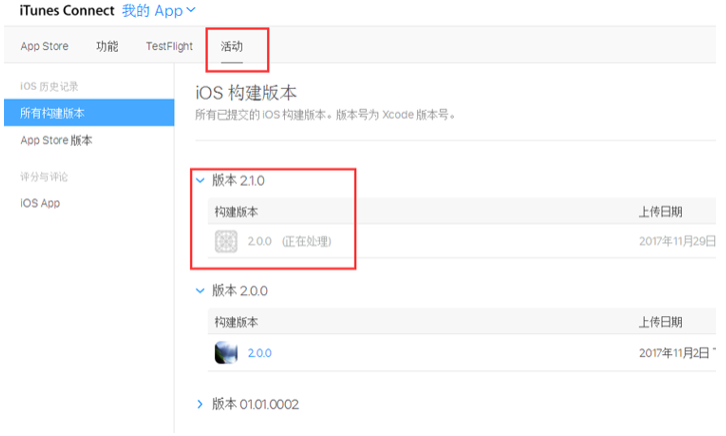 iTunes Connect 我的 App
App Store 功能 TestFlight 活动
iOS 历史记录
所有构建版本
App Store 版本
评分与评论
iOS App
iOS 构建版本
所有已提交的 iOS 构建版本。版本号为 Xcode 版本号。
版本 2.1.0
构建版本 上传日期
2.0.0 (正在处理) 2017年11月29日
版本 2.0.0
构建版本 上传日期
2.0.0 2017年11月2日
版本 01.01.0002